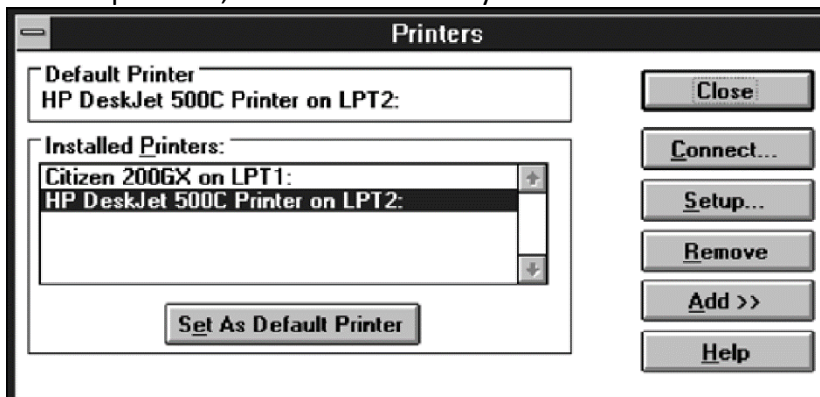 Printers
Default Printer
HP DeskJet 500C Printer on LPT2:
Installed Printers:
Citizen 200GX on LPT1:
HP DeskJet 500C Printer on LPT2:
Set As Default Printer
Close
Connect...
Setup...
Remove
Add >>
Help